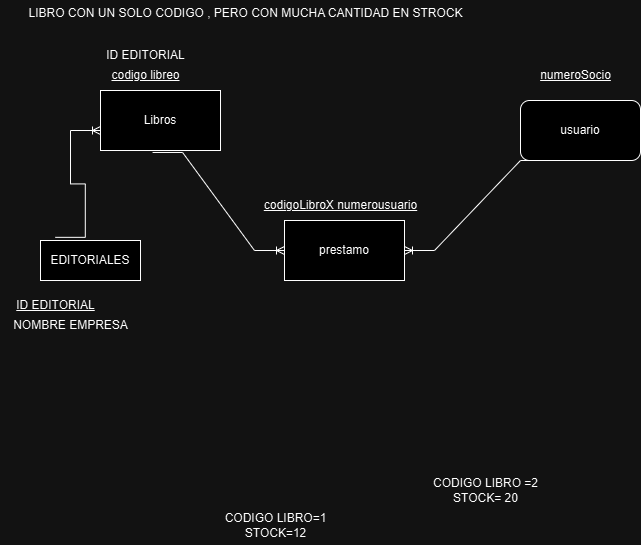 LIBRO CON UN SOLO CODIGO , PERO CON MUCHA CANTIDAD EN STROCK
ID EDITORIAL
codigo libreo
numeroSocio
Libros
usuario
codigoLibroX numerousuario
prestamo
EDITORIALES
ID EDITORIAL
NOMBRE EMPRESA
CODIGO LIBRO =2
STOCK= 20
CODIGO LIBRO=1
STOCK=12